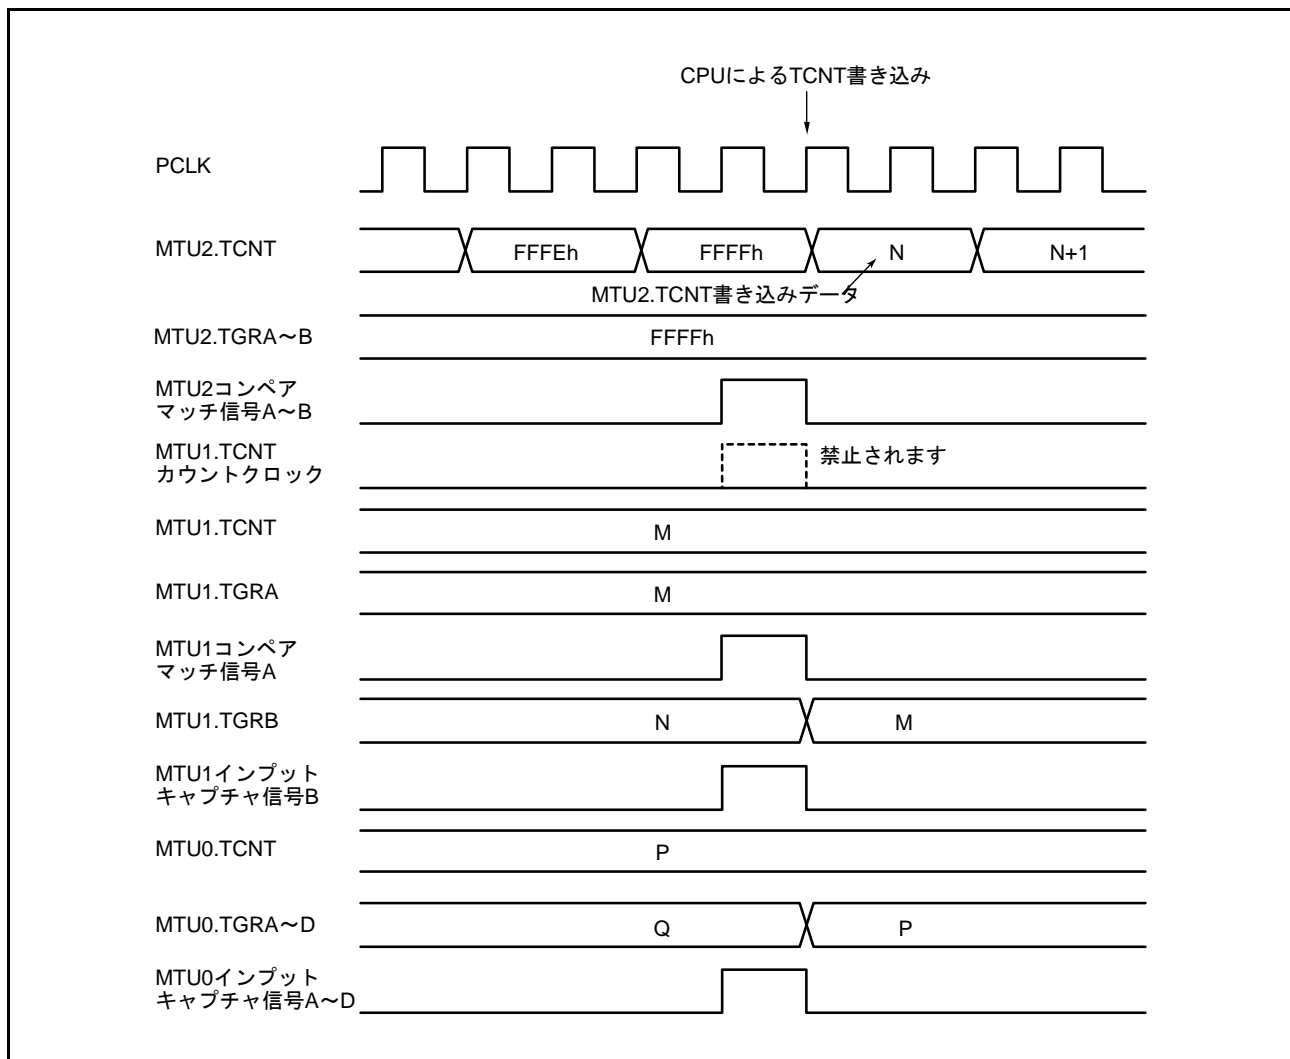 CPUによるTCNT書き込み
PCLK
MTU2.TCNT
FFFEh
FFFFh
N
N+1
MTU2.TCNT書き込みデータ
MTU2.TGRA～B
FFFFh
MTU2コンペア
マッチ信号A～B
MTU1.TCNT
カウントクロック
禁止されます
MTU1.TCNT
M
MTU1.TGRA
M
MTU1コンペア
マッチ信号A
MTU1.TGRB
N
M
MTU1インプット
キャプチャ信号B
MTU0.TCNT
P
MTU0.TGRA～D
Q
P
MTU0インプット
キャプチャ信号A～D